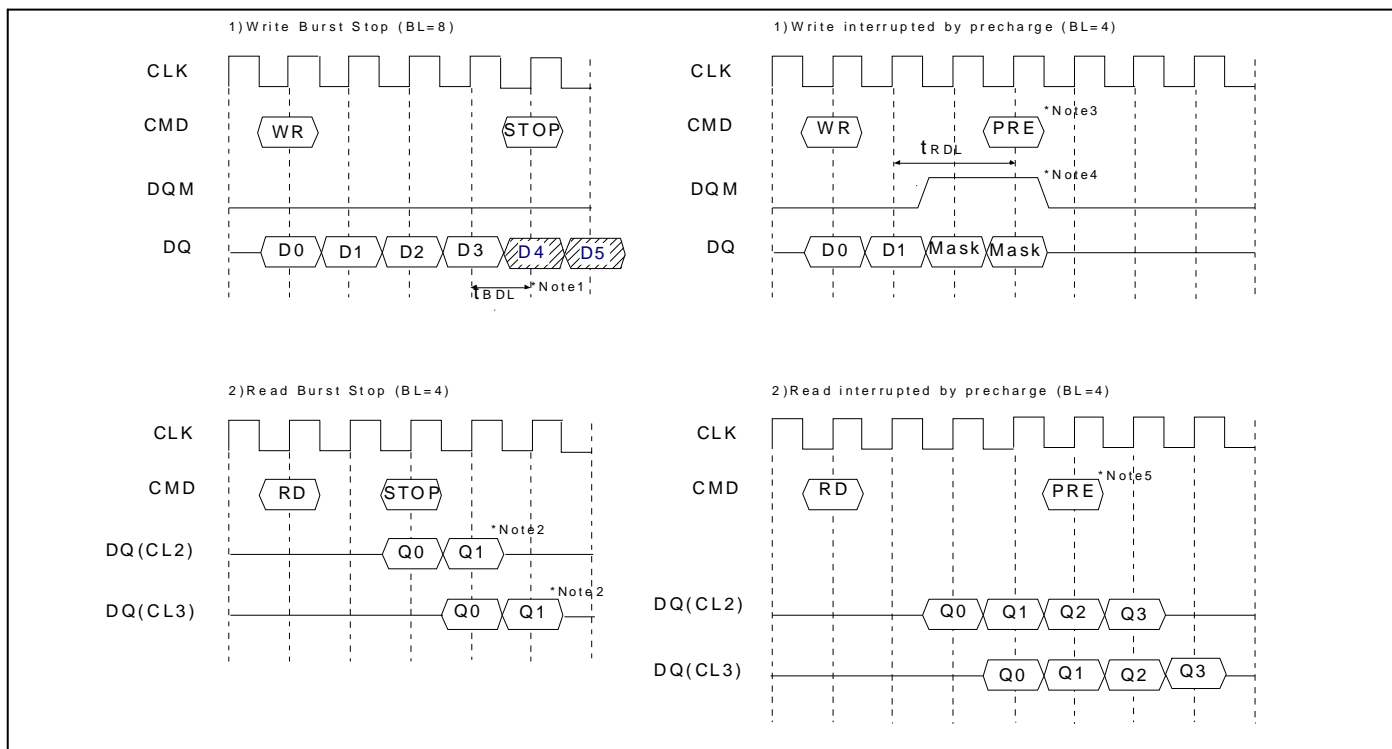 1)Write Burst Stop (BL=8)
CLK
CMD
WR
STOP
DQM
DQ
D0
D1
D2
D3
D4
D5
tBDL
*Note1
1)Write interrupted by precharge (BL=4)
CLK
CMD
WR
PRE
*Note3
tRDL
DQM
*Note4
DQ
D0
D1
Mask
Mask
2)Read Burst Stop (BL=4)
CLK
CMD
RD
STOP
DQ(CL2)
Q0
Q1
*Note2
DQ(CL3)
Q0
Q1
*Note2
2)Read interrupted by precharge (BL=4)
CLK
CMD
RD
PRE
*Note5
DQ(CL2)
Q0
Q1
Q2
Q3
DQ(CL3)
Q0
Q1
Q2
Q3